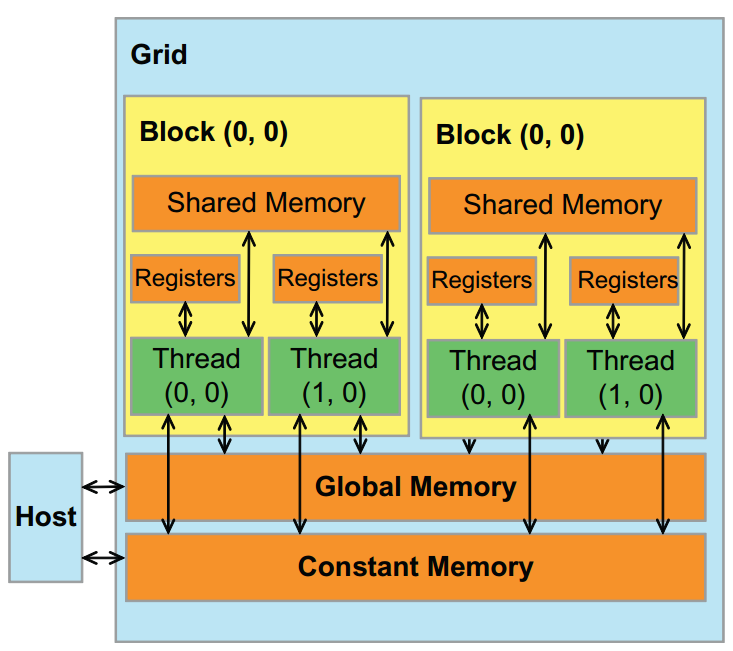 Grid
Block (0, 0)
Shared Memory
Registers
Registers
Thread
(0, 0)
Thread
(1, 0)
Block (0, 0)
Shared Memory
Registers
Registers
Thread
(0, 0)
Thread
(1, 0)
Host
Global Memory
Constant Memory